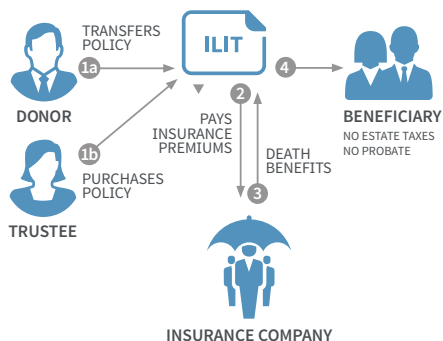 TRANSFERS
POLICY
1a
DONOR
ILIT
4
BENEFICIARY
NO ESTATE TAXES
NO PROBATE
1b
PURCHASES
POLICY
TRUSTEE
2
PAYS
INSURANCE
PREMIUMS
DEATH
BENEFITS
3
INSURANCE COMPANY